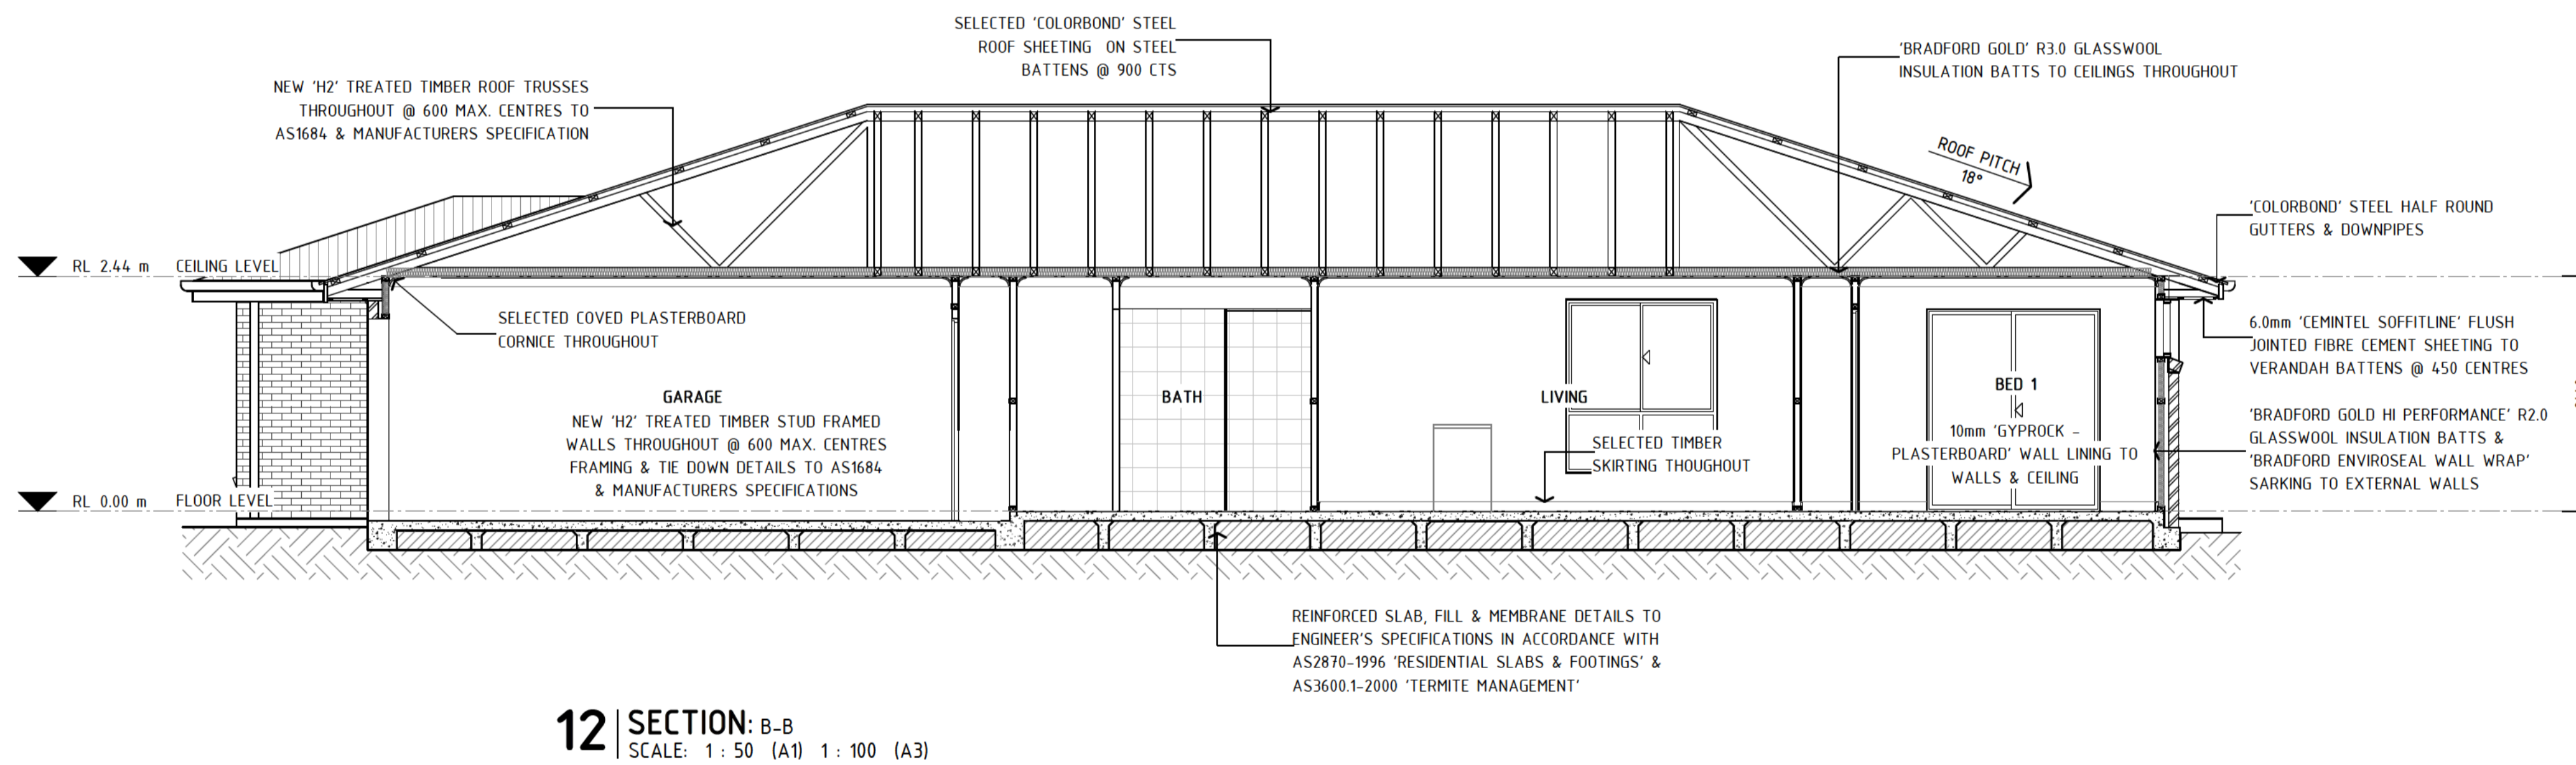 SELECTED 'COLORBOND' STEEL
ROOF SHEETING ON STEEL
BATTENS @ 900 CTS
'BRADFORD GOLD' R3.0 GLASSWOOL
INSULATION BATTS TO CEILINGS THROUGHOUT
NEW 'H2' TREATED TIMBER ROOF TRUSSES
THROUGHOUT @ 600 MAX. CENTRES TO
AS1684 & MANUFACTURERS SPECIFICATION
ROOF PITCH
18°
'COLORBOND' STEEL HALF ROUND
GUTTERS & DOWNPIPES
RL 2.44 m CEILING LEVEL
SELECTED COVED PLASTERBOARD
CORNICE THROUGHOUT
6.0mm 'CEMINTEL SOFFITLINE' FLUSH
JOINTED FIBRE CEMENT SHEETING TO
VERANDAH BATTENS @ 450 CENTRES
GARAGE
NEW 'H2' TREATED TIMBER STUD FRAMED
WALLS THROUGHOUT @ 600 MAX. CENTRES
FRAMING & TIE DOWN DETAILS TO AS1684
& MANUFACTURERS SPECIFICATIONS
BATH
LIVING
SELECTED TIMBER
SKIRTING THOUGHOUT
BED 1
10mm 'GYPROCK -
PLASTERBOARD' WALL LINING TO
WALLS & CEILING
'BRADFORD GOLD HI PERFORMANCE' R2.0
GLASSWOOL INSULATION BATTS &
'BRADFORD ENVIROSEAL WALL WRAP'
SARKING TO EXTERNAL WALLS
RL 0.00 m FLOOR LEVEL
REINFORCED SLAB, FILL & MEMBRANE DETAILS TO
ENGINEER'S SPECIFICATIONS IN ACCORDANCE WITH
AS2870-1996 'RESIDENTIAL SLABS & FOOTINGS' &
AS3600.1-2000 'TERMITE MANAGEMENT'
12 SECTION: B-B
SCALE: 1 : 50 (A1) 1 : 100 (A3)